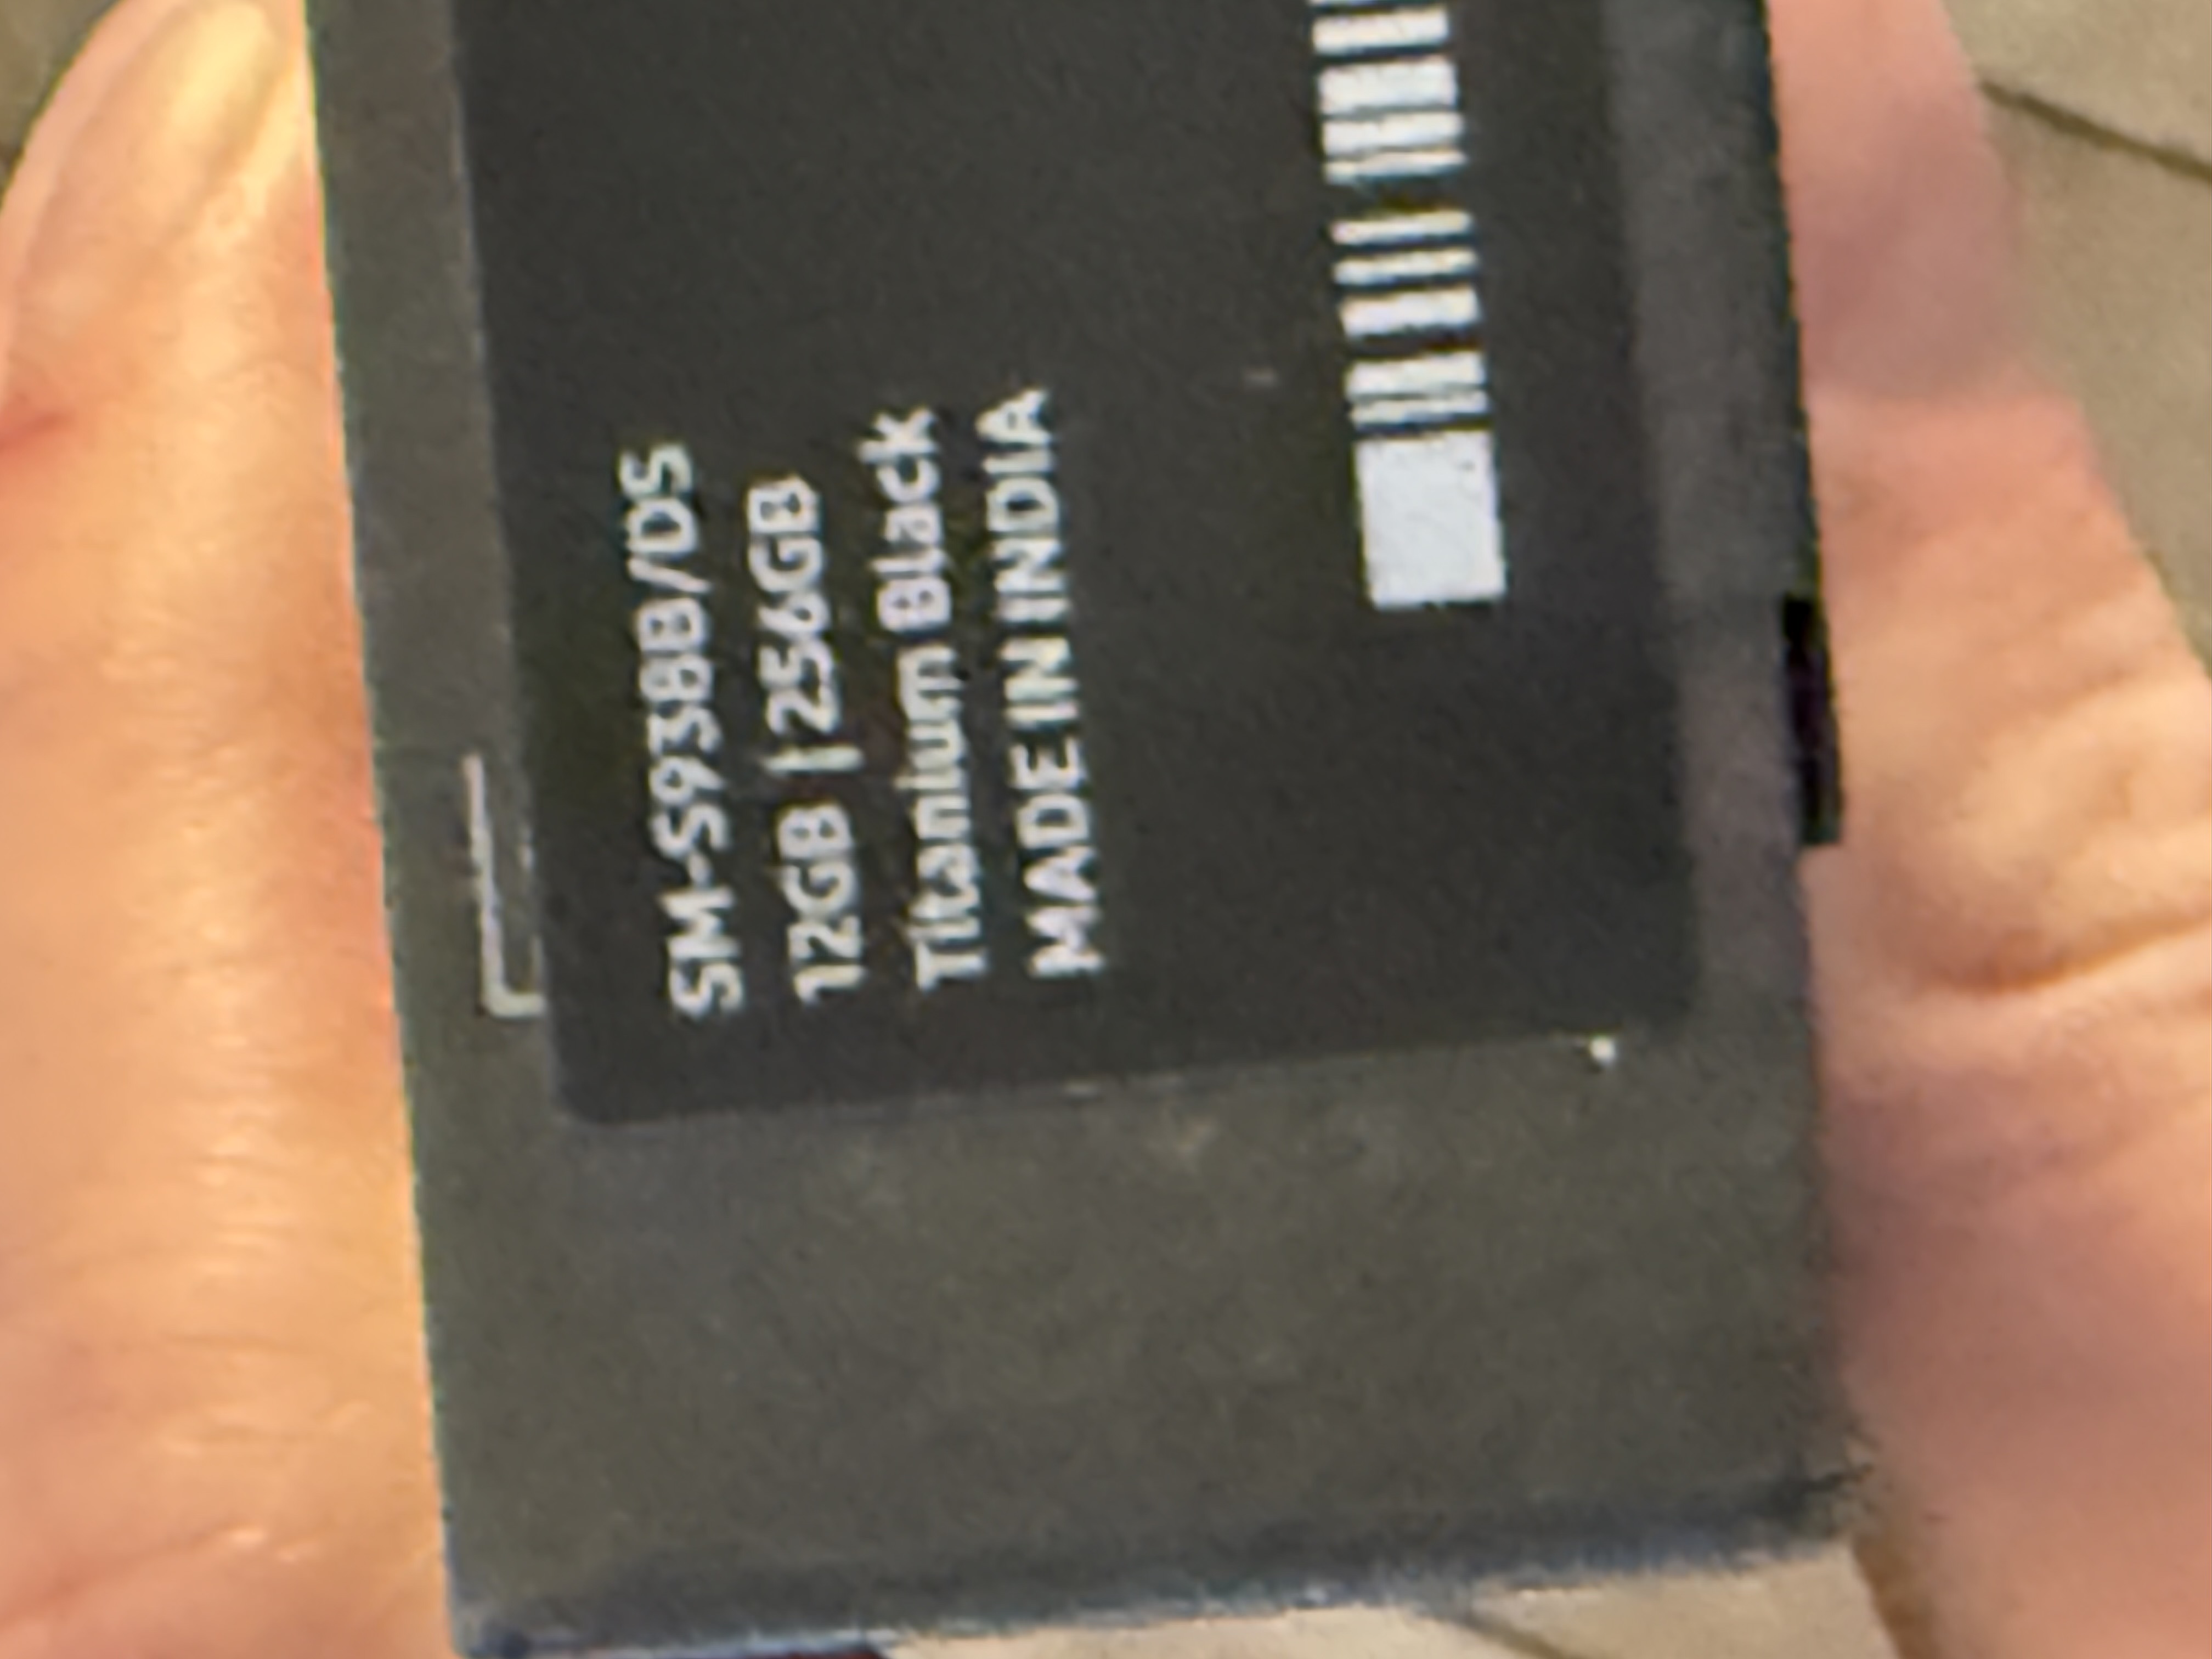 SM-S938B/DS
12GB | 256GB
Titanium Black
MADE IN INDIA